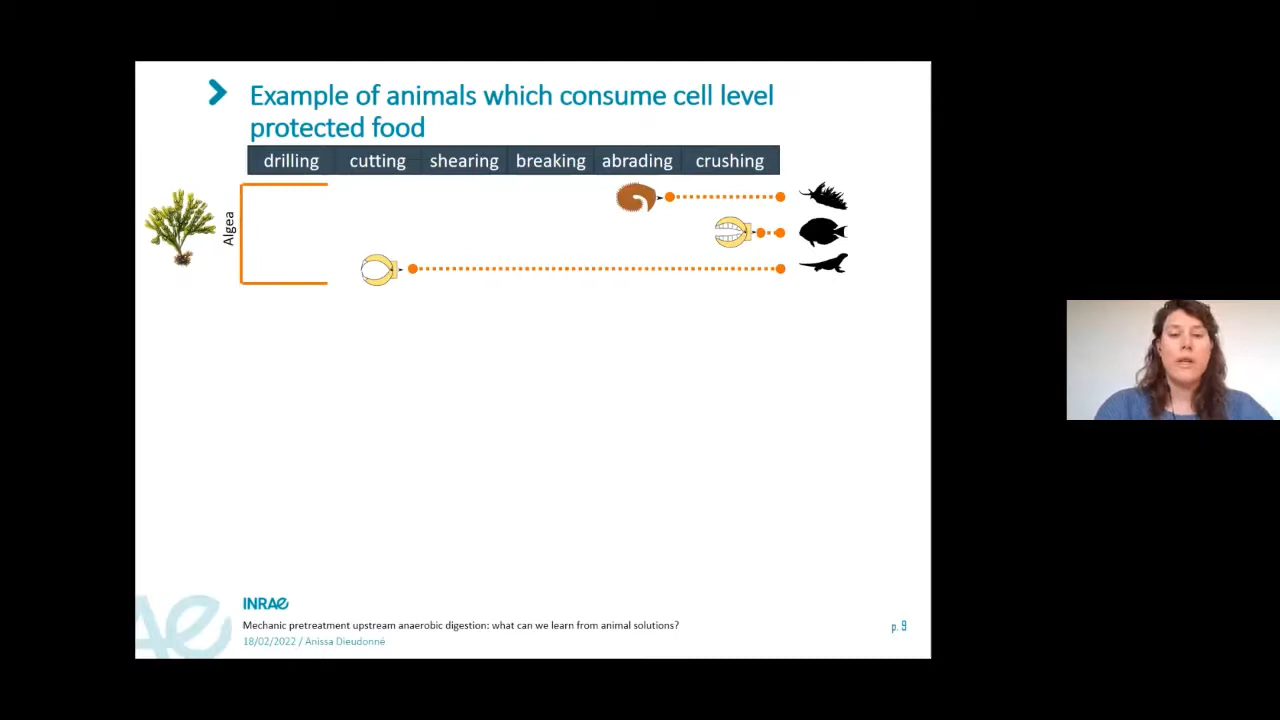 Example of animals which consume cell level
protected food
drilling cutting shearing breaking abrading crushing
Algea
INRAE
Mechanic pretreatment upstream anaerobic digestion: what can we learn from animal solutions?
18/02/2022 / Anissa Dieudonné
p. 9